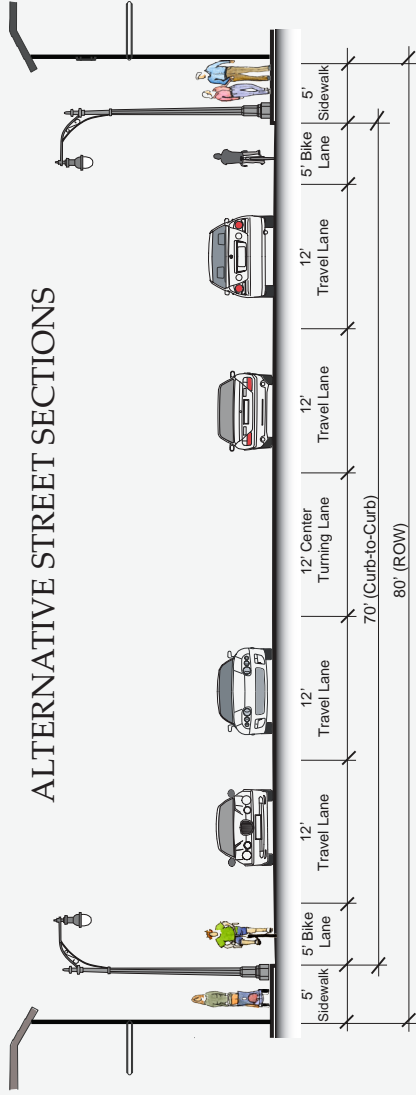 ALTERNATIVE STREET SECTIONS
5'
Sidewalk
5' Bike
Lane
12'
Travel Lane
12'
Travel Lane
12' Center
Turning Lane
12'
Travel Lane
12'
Travel Lane
5' Bike
Lane
5'
Sidewalk
70' (Curb-to-Curb)
80' (ROW)